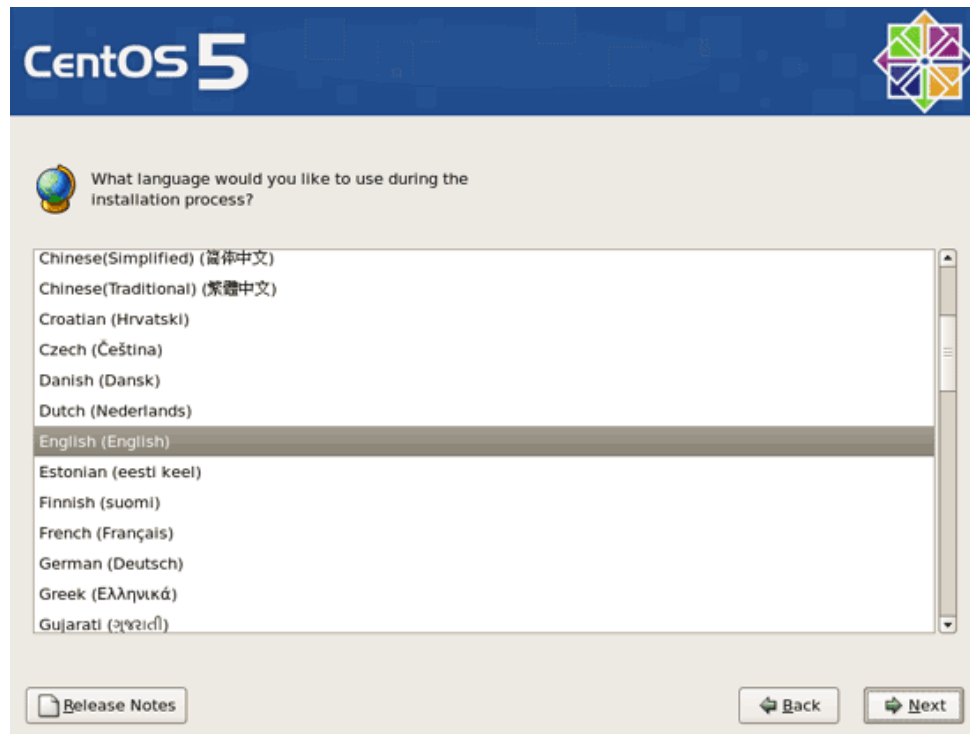 CentOS 5
What language would you like to use during the
installation process?
Chinese(Simplified) (简体中文)
Chinese(Traditional) (繁體中文)
Croatian (Hrvatski)
Czech (Čeština)
Danish (Dansk)
Dutch (Nederlands)
English (English)
Estonian (eesti keel)
Finnish (suomi)
French (Français)
German (Deutsch)
Greek (Ελληνικά)
Gujarati (ગુજરાતી)
Release Notes
Back
Next